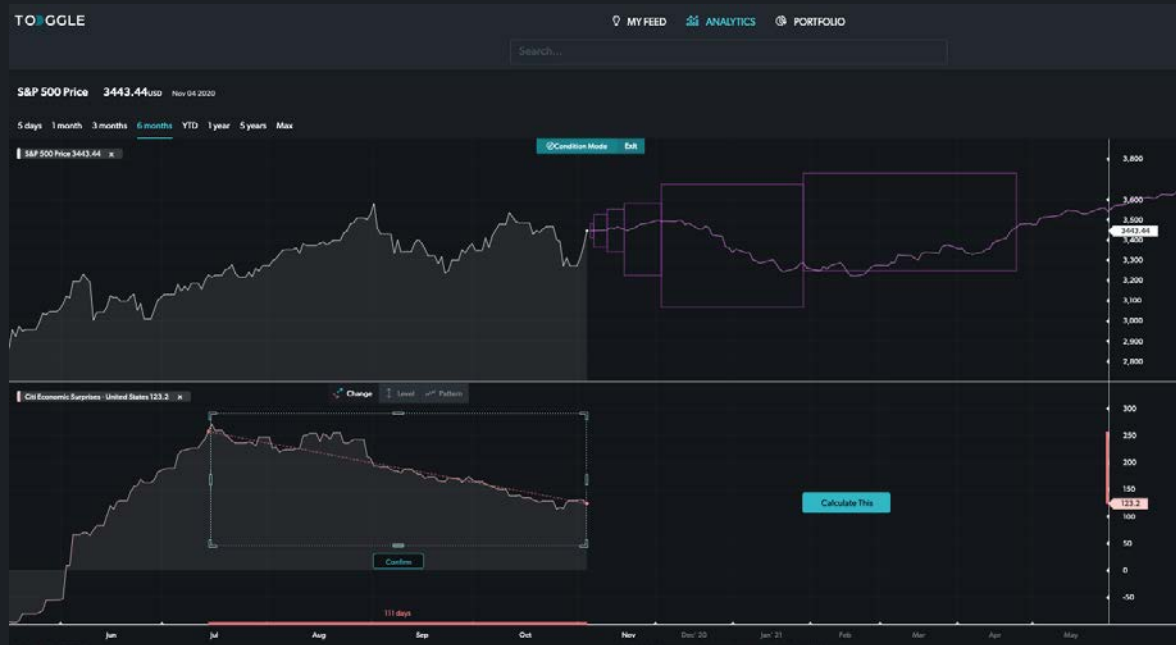 TOGGLE
MY FEED ANALYTICS PORTFOLIO
Search...
S&P 500 Price 3443.44USD Nov 04 2020
5 days 1 month 3 months 6 months YTD 1 year 5 years Max
Condition Mode Exit
S&P 500 Price 3443.44 x
3,800
3,600
3,500
3443.44
3,400
3,300
3,200
3,100
3,000
2,900
2,800
Change Level Pattern
Citi Economic Surprises - United States 123.2 x
300
250
200
150
Calculate This
123.2
100
50
Confirm
0
-50
111 days
Jun Jul Aug Sep Oct Nov Dec' 20 Jan' 21 Feb Mar Apr May